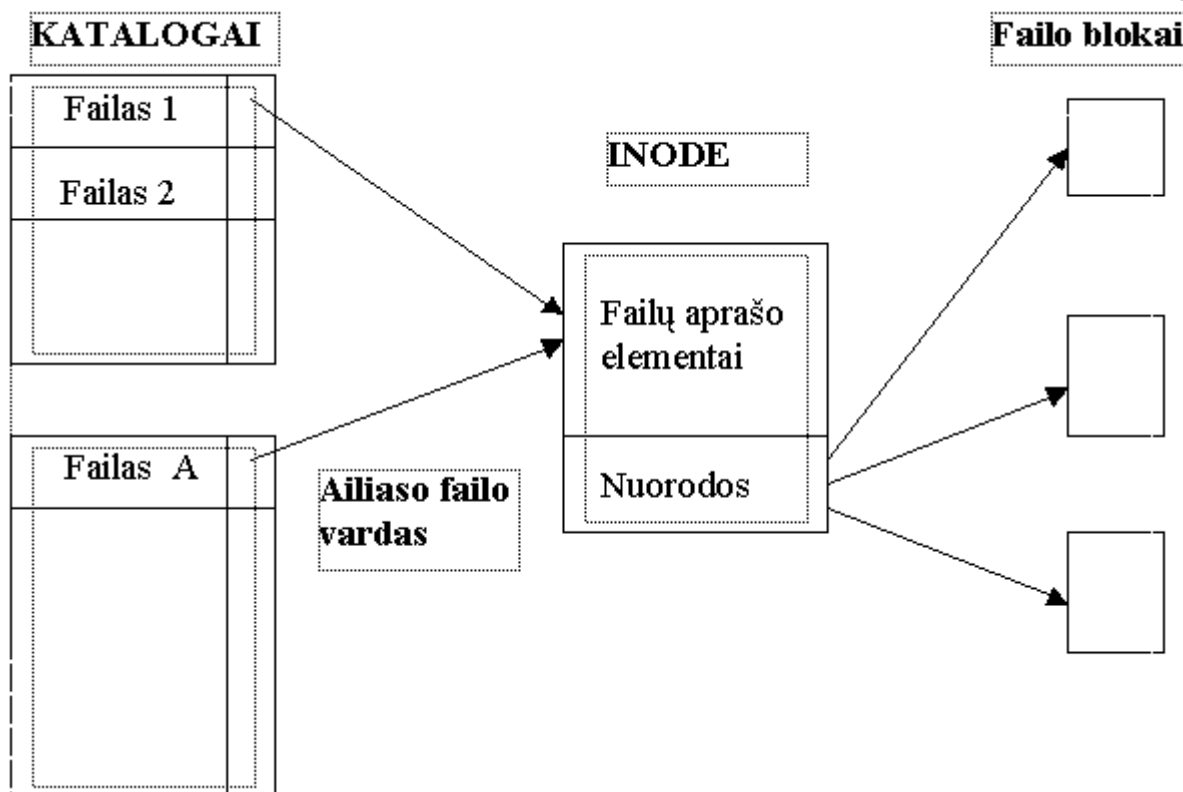 KATALOGAI
Failas 1
Failas 2
Failas A
Ailiaso failo
vardas
INODE
Failų aprašo
elementai
Nuorodos
Failo blokai